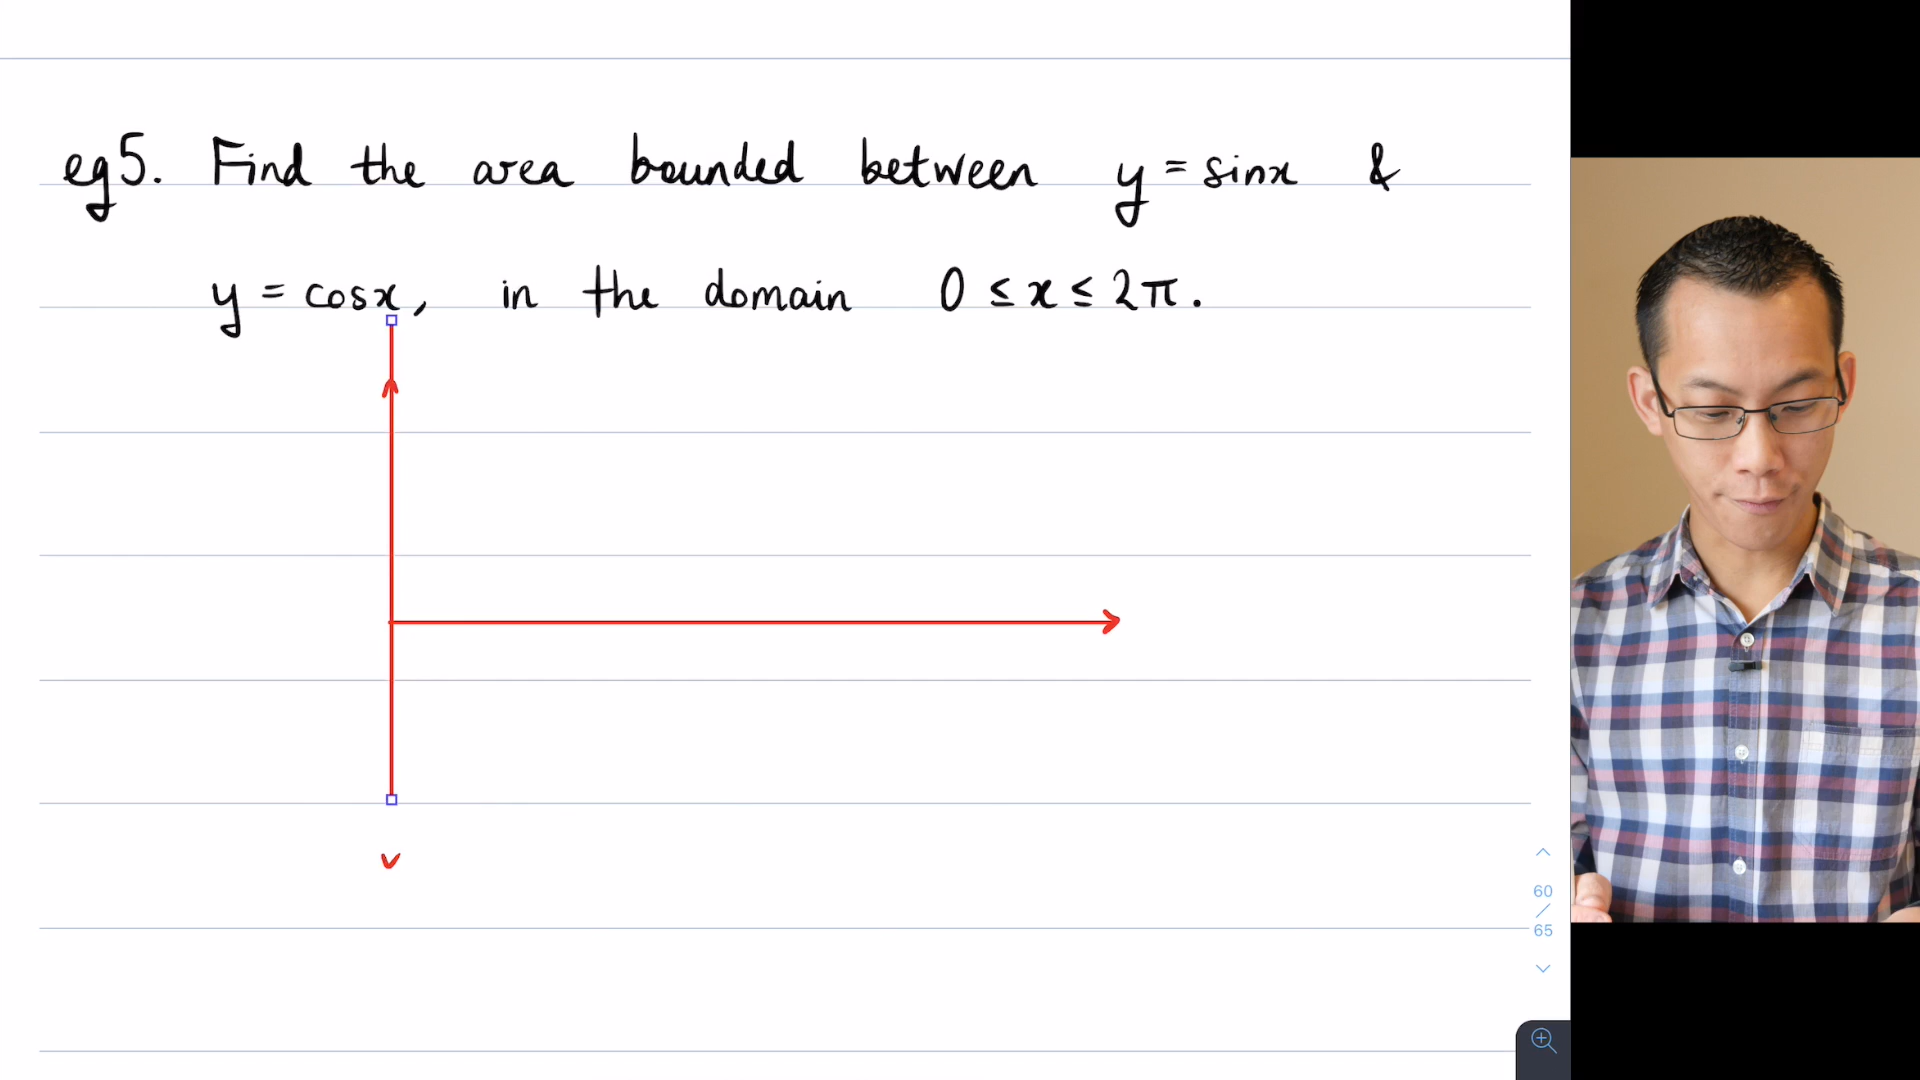 eg5. Find the area bounded between y = sinx &
y = cosx, in the domain 0 ≤ x ≤ 2π.
60
/
65